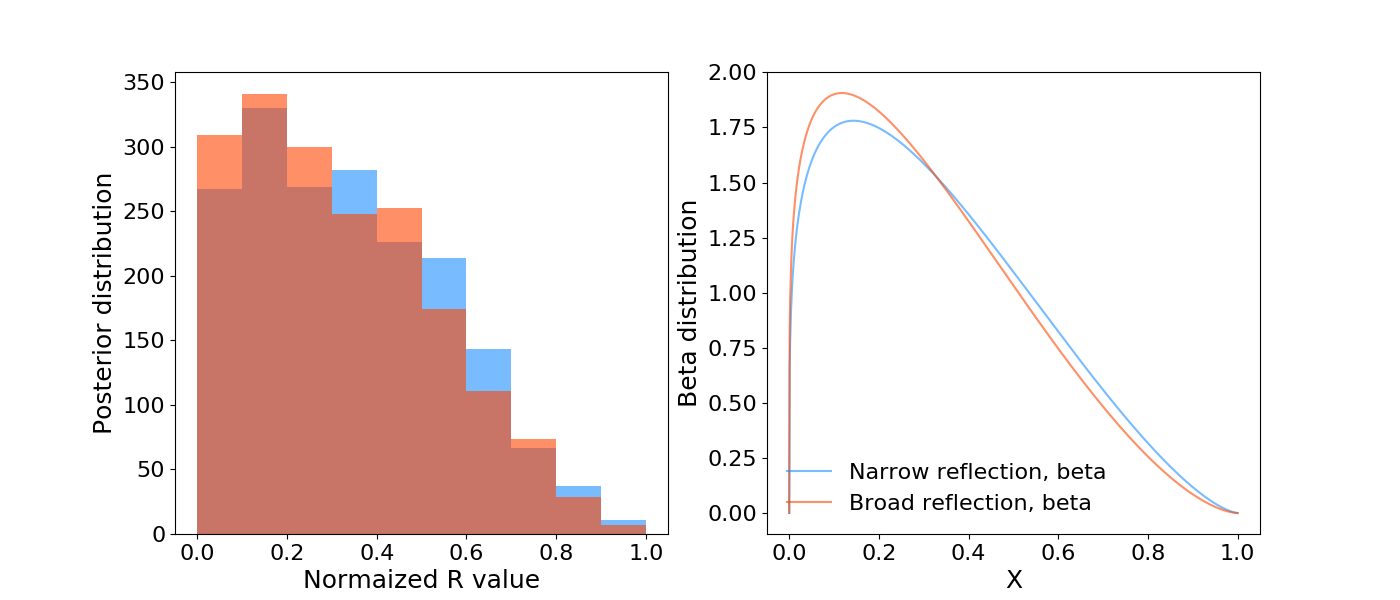 Posterior distribution
350
300
250
200
150
100
50
0
0.0 0.2 0.4 0.6 0.8 1.0
Normaized R value
Beta distribution
2.00
1.75
1.50
1.25
1.00
0.75
0.50
0.25
0.00
Narrow reflection, beta
Broad reflection, beta
0.0 0.2 0.4 0.6 0.8 1.0
X